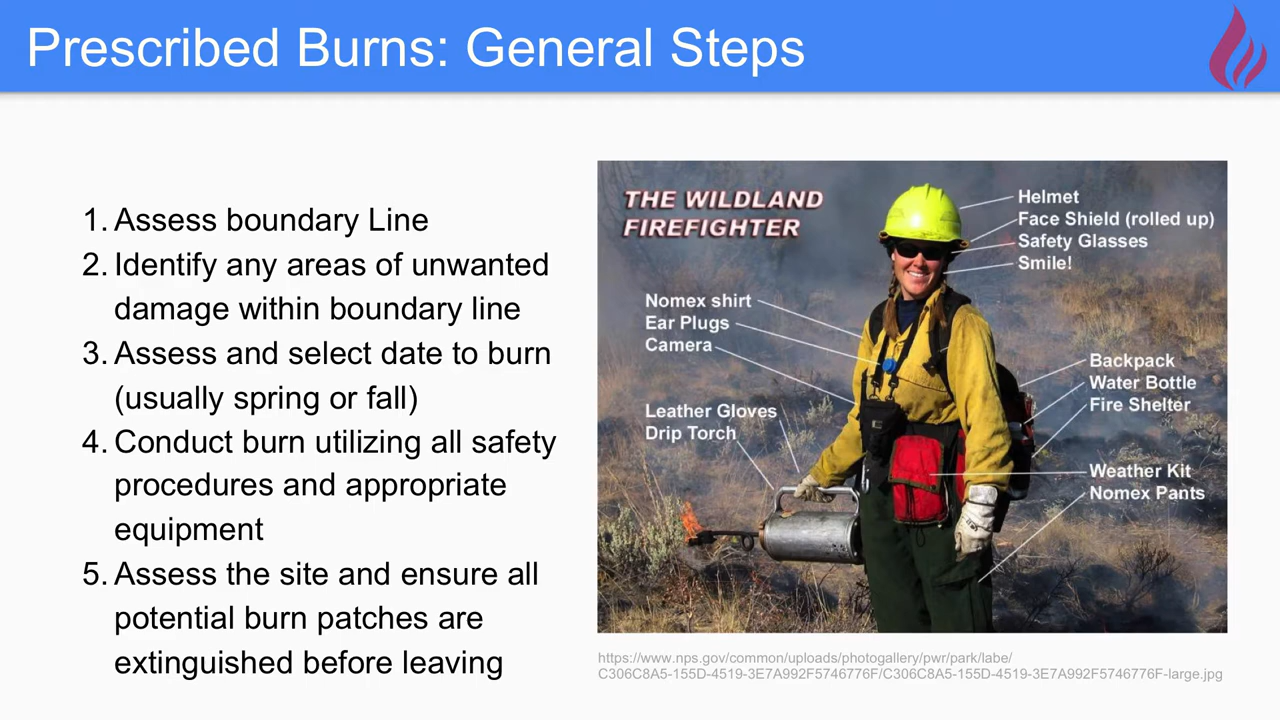 Prescribed Burns: General Steps
1. Assess boundary Line
2. Identify any areas of unwanted
damage within boundary line
3. Assess and select date to burn
(usually spring or fall)
4. Conduct burn utilizing all safety
procedures and appropriate
equipment
5. Assess the site and ensure all
potential burn patches are
extinguished before leaving
THE WILDLAND
FIREFIGHTER
Helmet
Face Shield (rolled up)
Safety Glasses
Smile!
Nomex shirt
Ear Plugs
Camera
Backpack
Water Bottle
Fire Shelter
Leather Gloves
Drip Torch
Weather Kit
Nomex Pants
https://www.nps.gov/common/uploads/photogallery/pwr/park/labe/
C306C8A5-155D-4519-3E7A992F5746776F/C306C8A5-155D-4519-3E7A992F5746776F-large.jpg